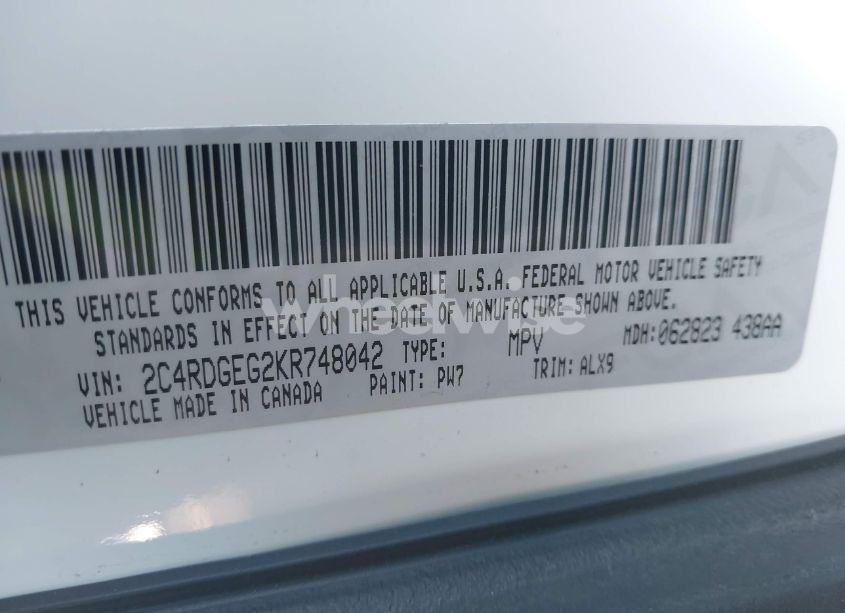 THIS VEHICLE CONFORMS TO ALL APPLICABLE U.S.A. FEDERAL MOTOR VEHICLE SAFETY
STANDARDS IN EFFECT ON THE DATE OF MANUFACTURE SHOWN ABOVE.
VIN: 2C4RDGEG2KR748042 TYPE: MPV MDH:062823 438AA
VEHICLE MADE IN CANADA PAINT: PW7 TRIM: ALX9
wheelwise